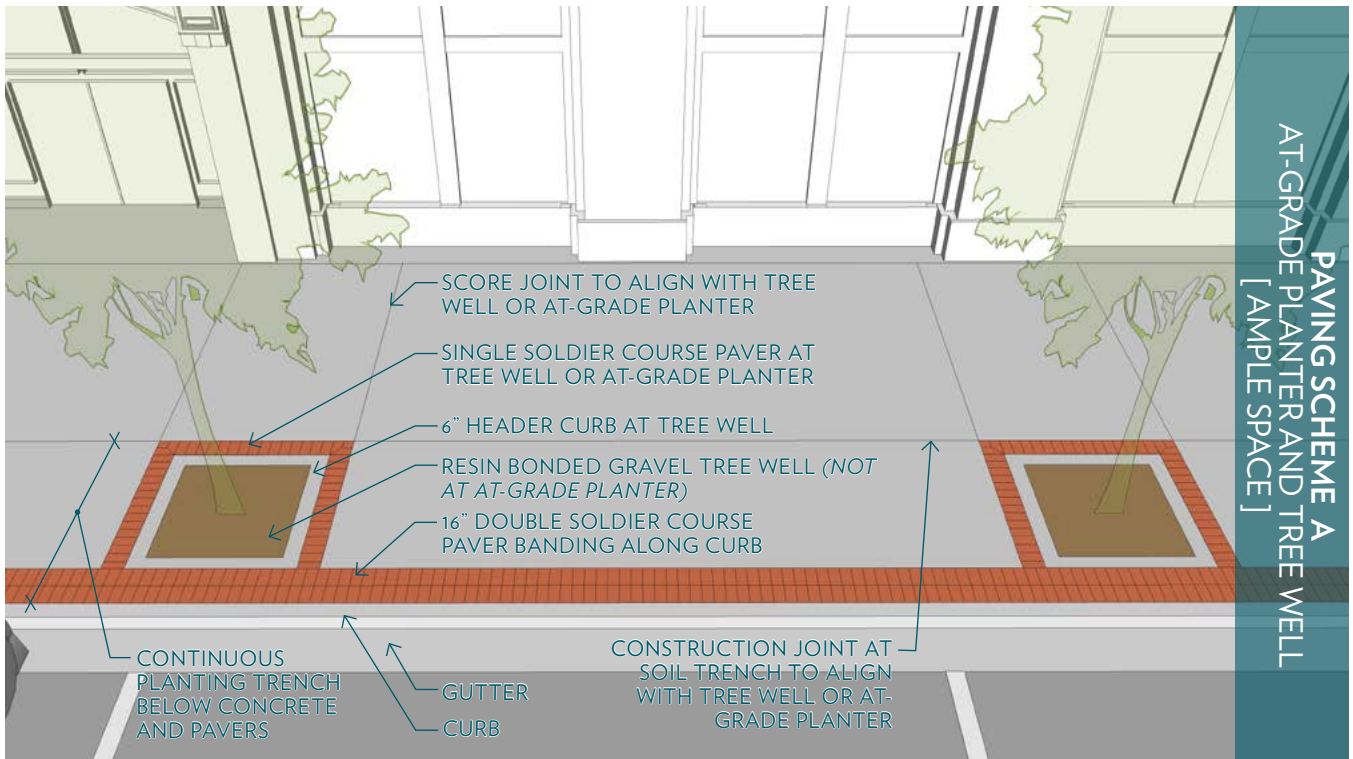 SCORE JOINT TO ALIGN WITH TREE
WELL OR AT-GRADE PLANTER
SINGLE SOLDIER COURSE PAVER AT
TREE WELL OR AT-GRADE PLANTER
6” HEADER CURB AT TREE WELL
RESIN BONDED GRAVEL TREE WELL (NOT
AT AT-GRADE PLANTER)
16” DOUBLE SOLDIER COURSE
PAVER BANDING ALONG CURB
CONTINUOUS
PLANTING TRENCH
BELOW CONCRETE
AND PAVERS
GUTTER
CURB
CONSTRUCTION JOINT AT
SOIL TRENCH TO ALIGN
WITH TREE WELL OR AT-
GRADE PLANTER
PAVING SCHEME A
AT-GRADE PLANTER AND TREE WELL
[ AMPLE SPACE ]